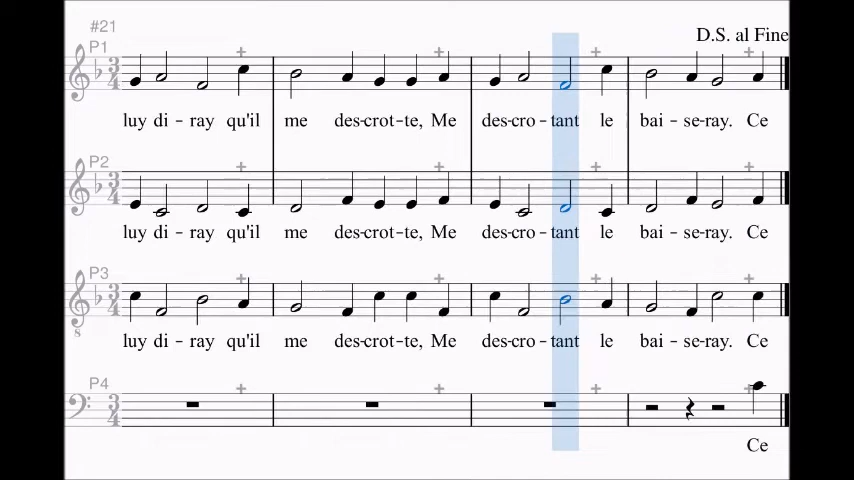 #21
D.S. al Fine
P1
luy di - ray qu'il me des-crot-te, Me des-cro-tant le bai - se-ray. Ce
P2
luy di - ray qu'il me des-crot-te, Me des-cro-tant le bai - se-ray. Ce
P3
luy di - ray qu'il me des-crot-te, Me des-cro-tant le bai - se-ray. Ce
8
P4
Ce